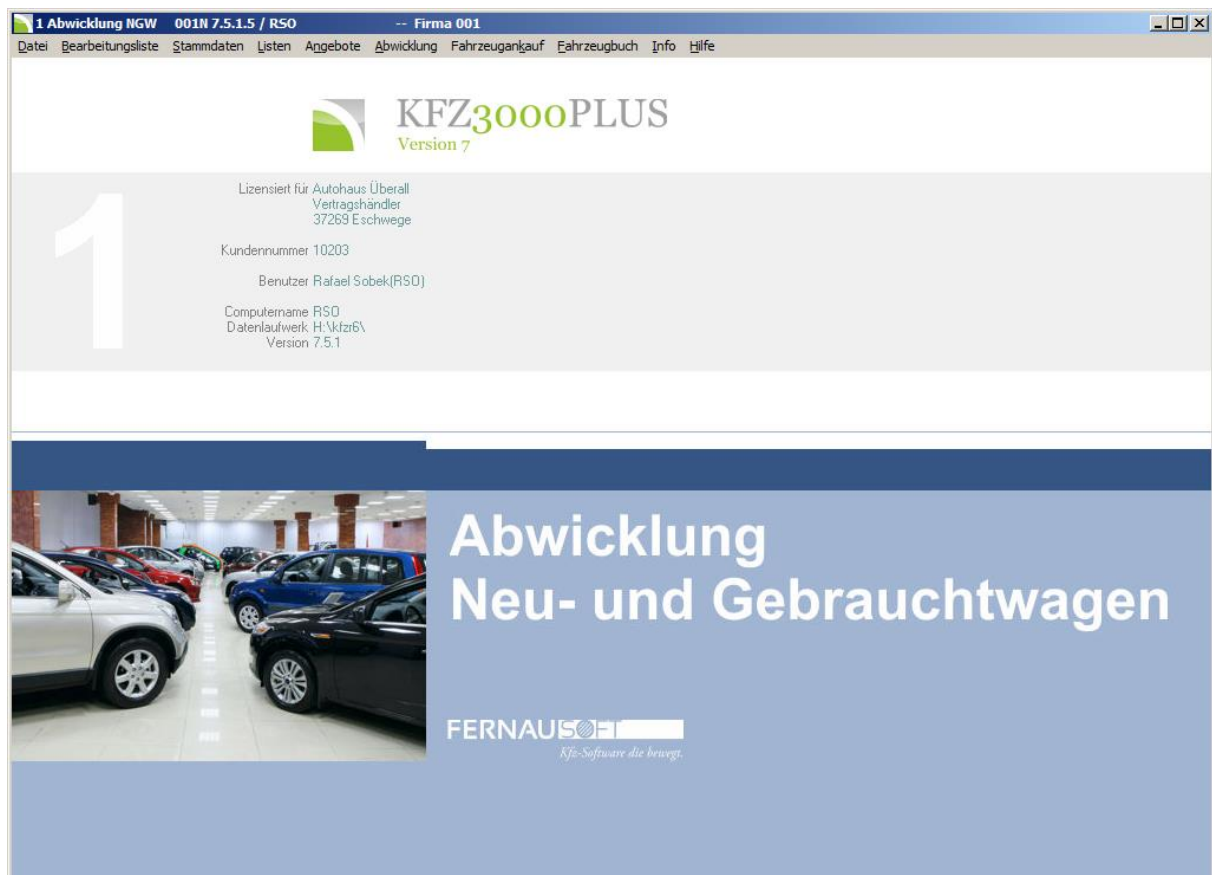 1 Abwicklung NGW 001N 7.5.1.5 / RSO -- Firma 001
Datei Bearbeitungsliste Stammdaten Listen Angebote Abwicklung Fahrzeugankauf Fahrzeugbuch Info Hilfe
KFZ3000PLUS
Version 7
1
Lizensiert für Autohaus Überall
Vertragshändler
37269 Eschwege
Kundennummer 10203
Benutzer Rafael Sobek(RSO)
Computername RSO
Datenlaufwerk H:\kfzr6\
Version 7.5.1
Abwicklung
Neu- und Gebrauchtwagen
FERNAUSOFT
Kfz-Software die bewegt.